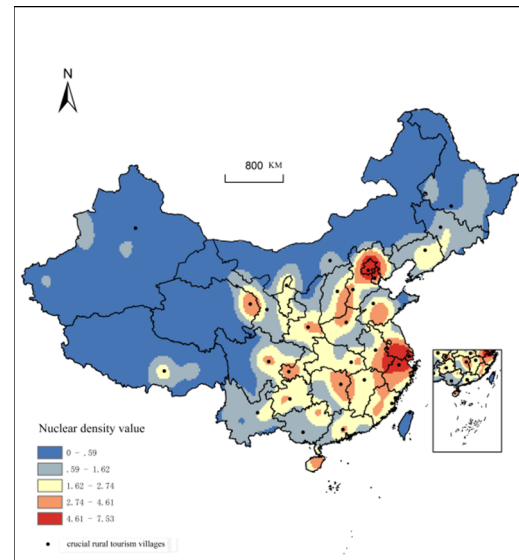 N
800 KM
Nuclear density value
0 - .59
.59 - 1.62
1.62 - 2.74
2.74 - 4.61
4.61 - 7.53
crucial rural tourism villages